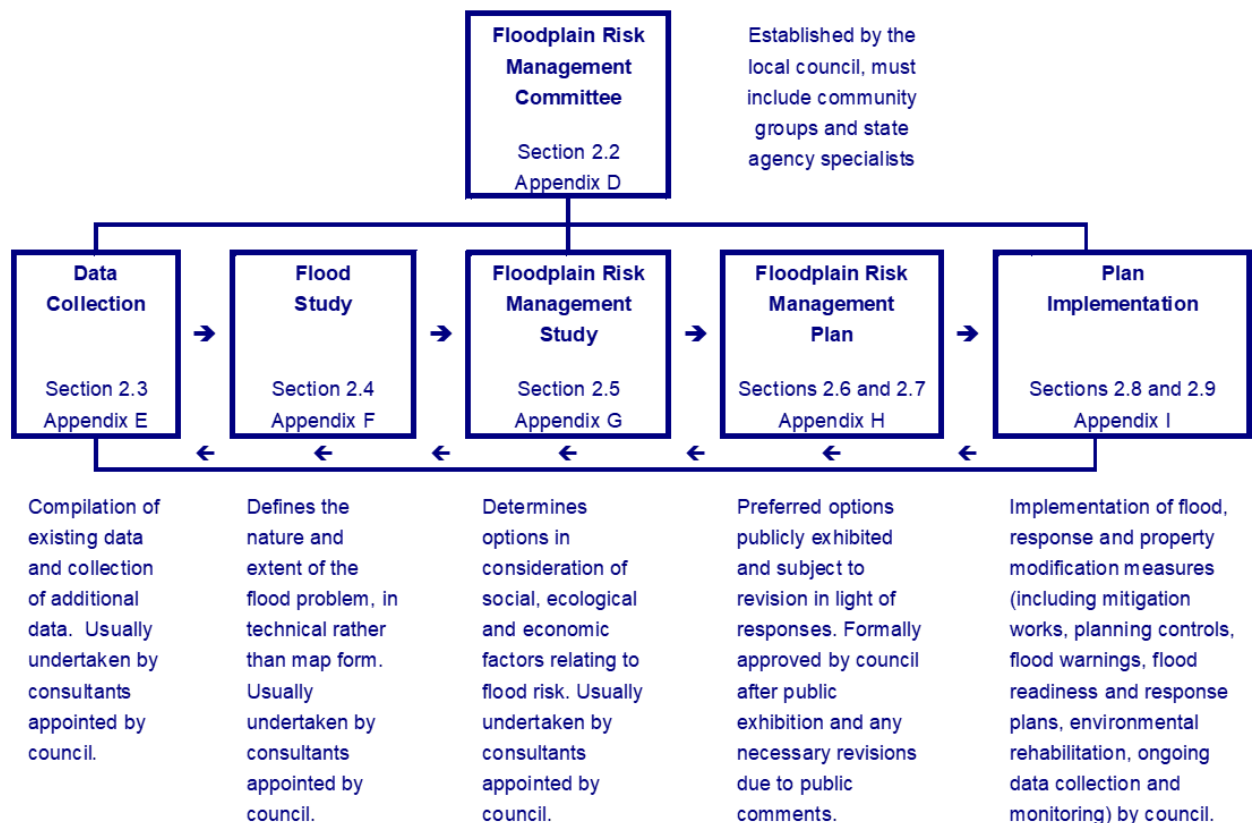 Floodplain Risk
Management
Committee
Section 2.2
Appendix D
Established by the
local council, must
include community
groups and state
agency specialists
Data
Collection
Section 2.3
Appendix E
Flood
Study
Section 2.4
Appendix F
Floodplain Risk
Management
Study
Section 2.5
Appendix G
Floodplain Risk
Management
Plan
Sections 2.6 and 2.7
Appendix H
Plan
Implementation
Sections 2.8 and 2.9
Appendix I
Compilation of
existing data
and collection
of additional
data.  Usually
undertaken by
consultants
appointed by
council.
Defines the
nature and
extent of the
flood problem, in
technical rather
than map form.
Usually
undertaken by
consultants
appointed by
council.
Determines
options in
consideration of
social, ecological
and economic
factors relating to
flood risk. Usually
undertaken by
consultants
appointed by
council.
Preferred options
publicly exhibited
and subject to
revision in light of
responses. Formally
approved by council
after public
exhibition and any
necessary revisions
due to public
comments.
Implementation of flood,
response and property
modification measures
(including mitigation
works, planning controls,
flood warnings, flood
readiness and response
plans, environmental
rehabilitation, ongoing
data collection and
monitoring) by council.